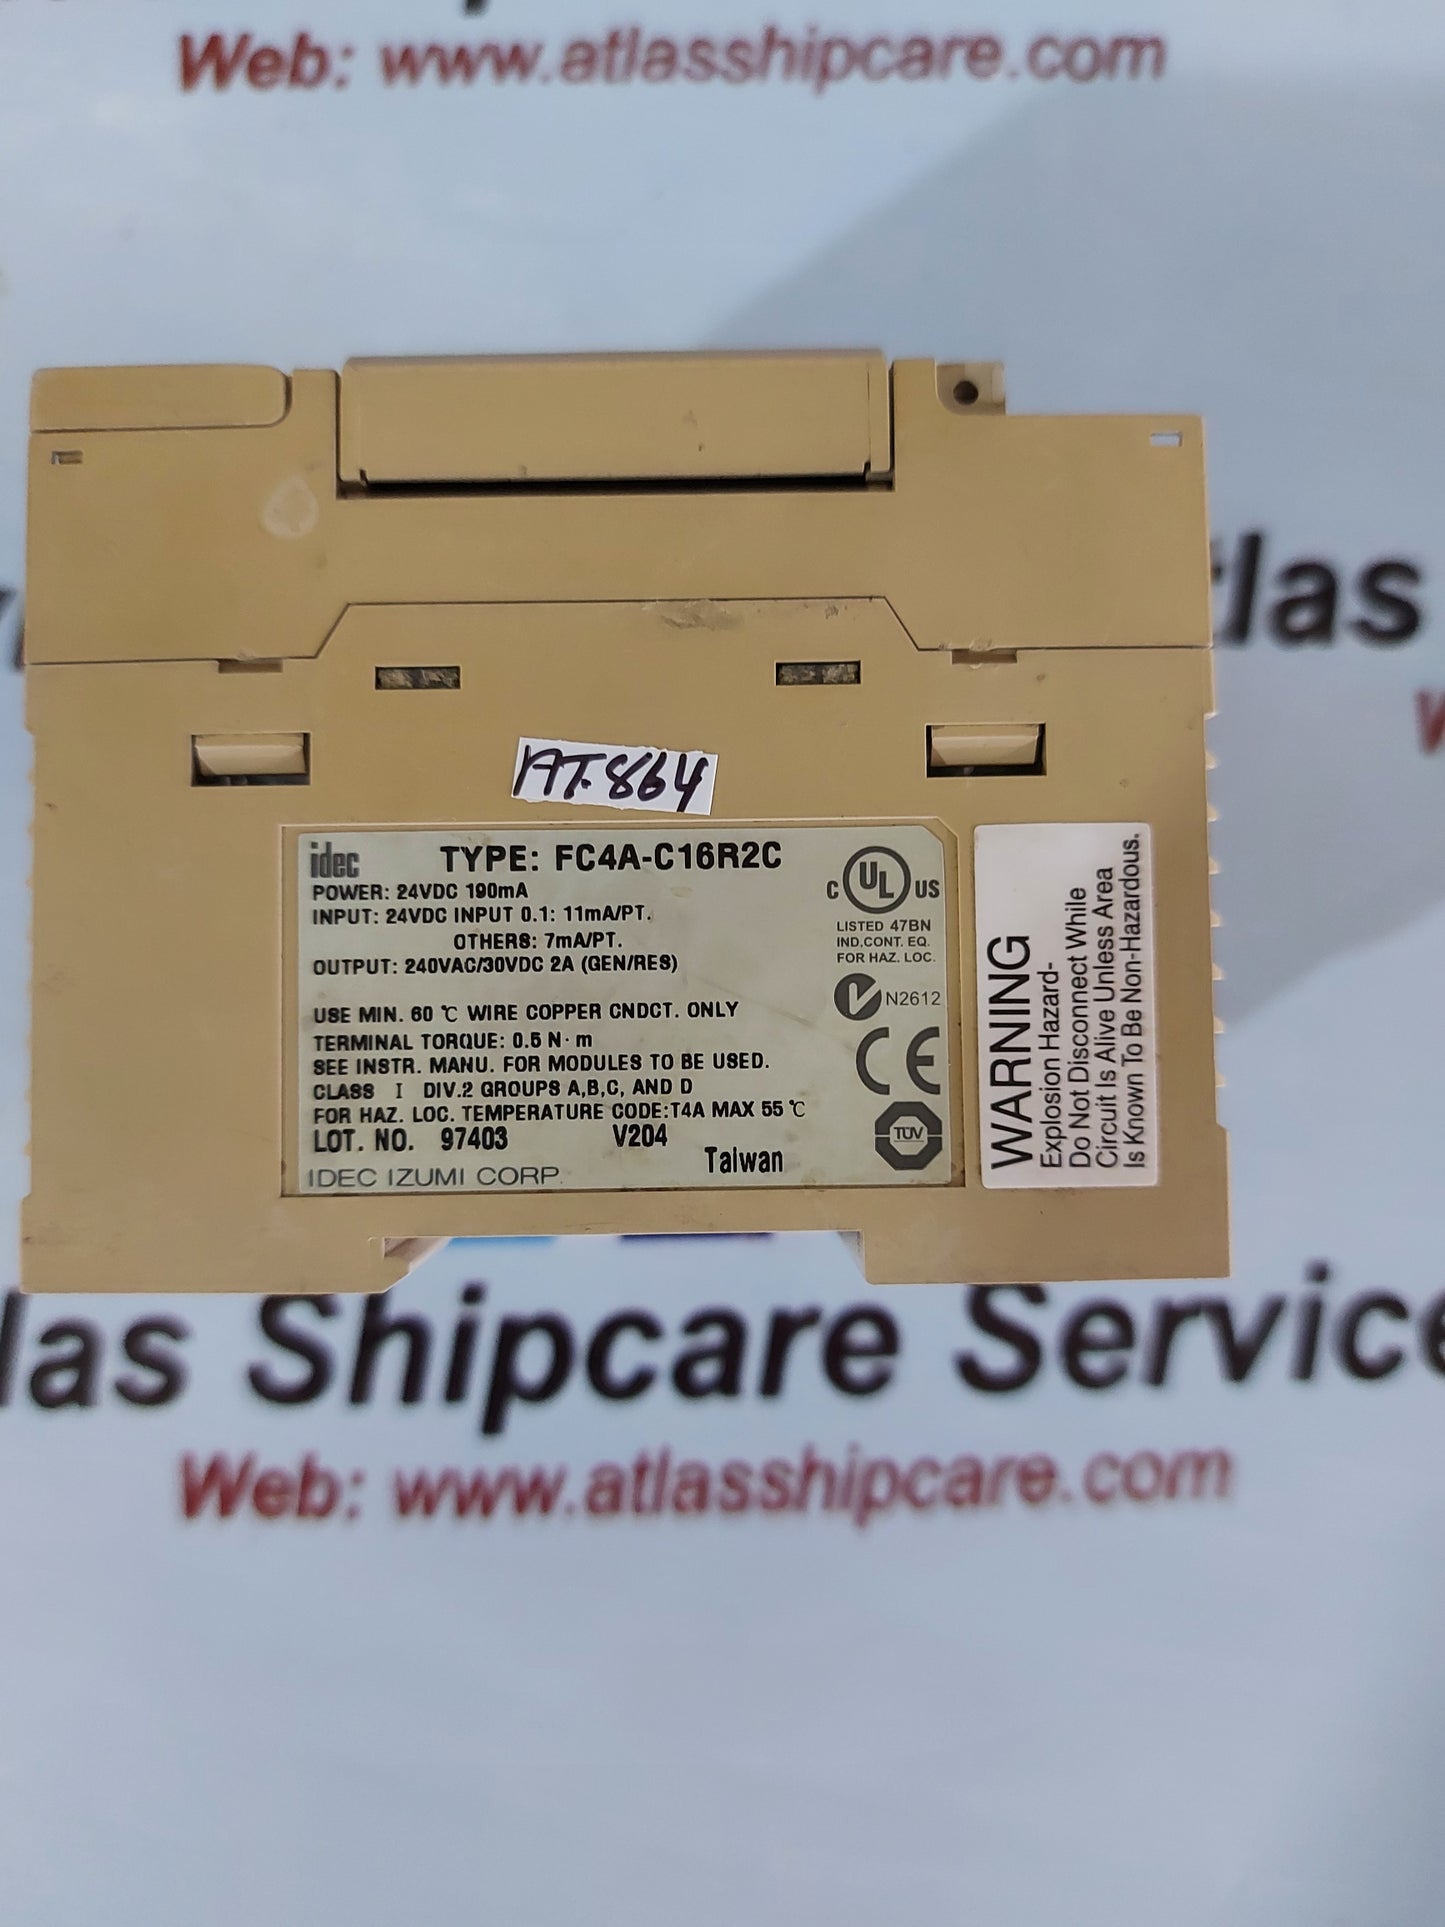 Web: www.atlasshipcare.com
las
AT.864
idec TYPE: FC4A-C16R2C
POWER: 24VDC 190mA
INPUT: 24VDC INPUT 0.1: 11mA/PT.
OTHERS: 7mA/PT.
OUTPUT: 240VAC/30VDC 2A (GEN/RES)
USE MIN. 60 ℃ WIRE COPPER CNDCT. ONLY
TERMINAL TORQUE: 0.5 N·m
SEE INSTR. MANU. FOR MODULES TO BE USED.
CLASS I DIV.2 GROUPS A,B,C, AND D
FOR HAZ. LOC. TEMPERATURE CODE:T4A MAX 55 ℃
LOT. NO. 97403 V204
Taiwan
IDEC IZUMI CORP.
C UL US
LISTED 47BN
IND.CONT. EQ.
FOR HAZ. LOC.
N2612
CE
TÜV
WARNING
Explosion Hazard-
Do Not Disconnect While
Circuit Is Alive Unless Area
Is Known To Be Non-Hazardous.
las Shipcare Service
Web: www.atlasshipcare.com